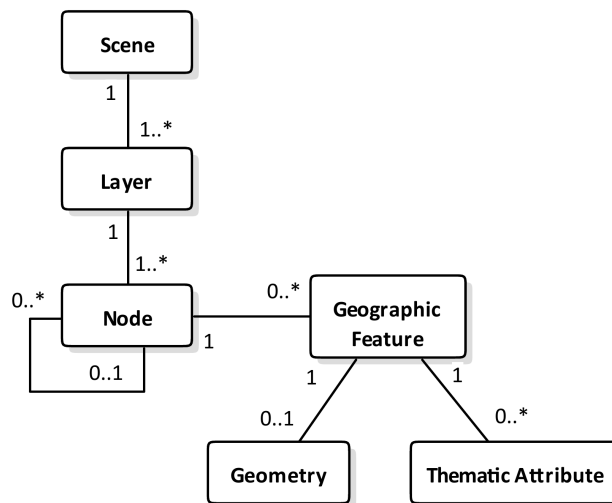 Scene
1
1..*
Layer
1
1..*
0..*
Node
0..1
1
0..*
Geographic
Feature
1
1
0..1
0..*
Geometry
Thematic Attribute